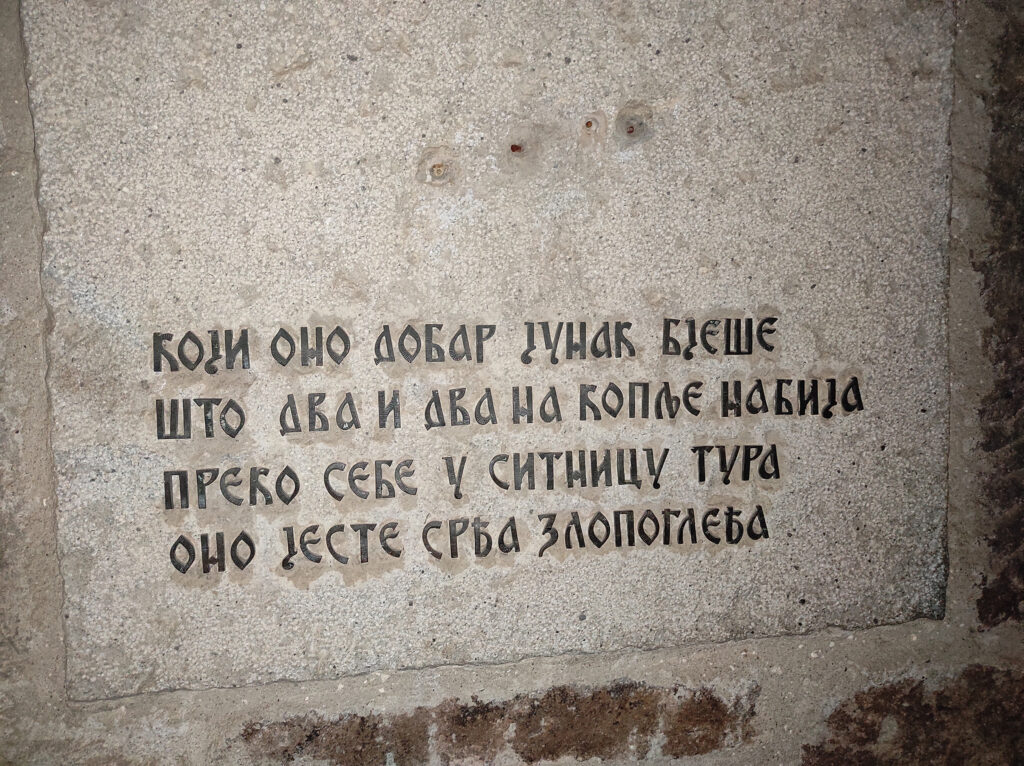 КОЈИ ОНО ДОБАР ЈУНАК БЈЕШЕ
ШТО ДВА И ДВА НА КОПЉЕ НАБИЈА
ПРЕКО СЕБЕ У СИТНИЦУ ТУРА
ОНО ЈЕСТЕ СРЂА ЗЛОПОГЛЕЂА